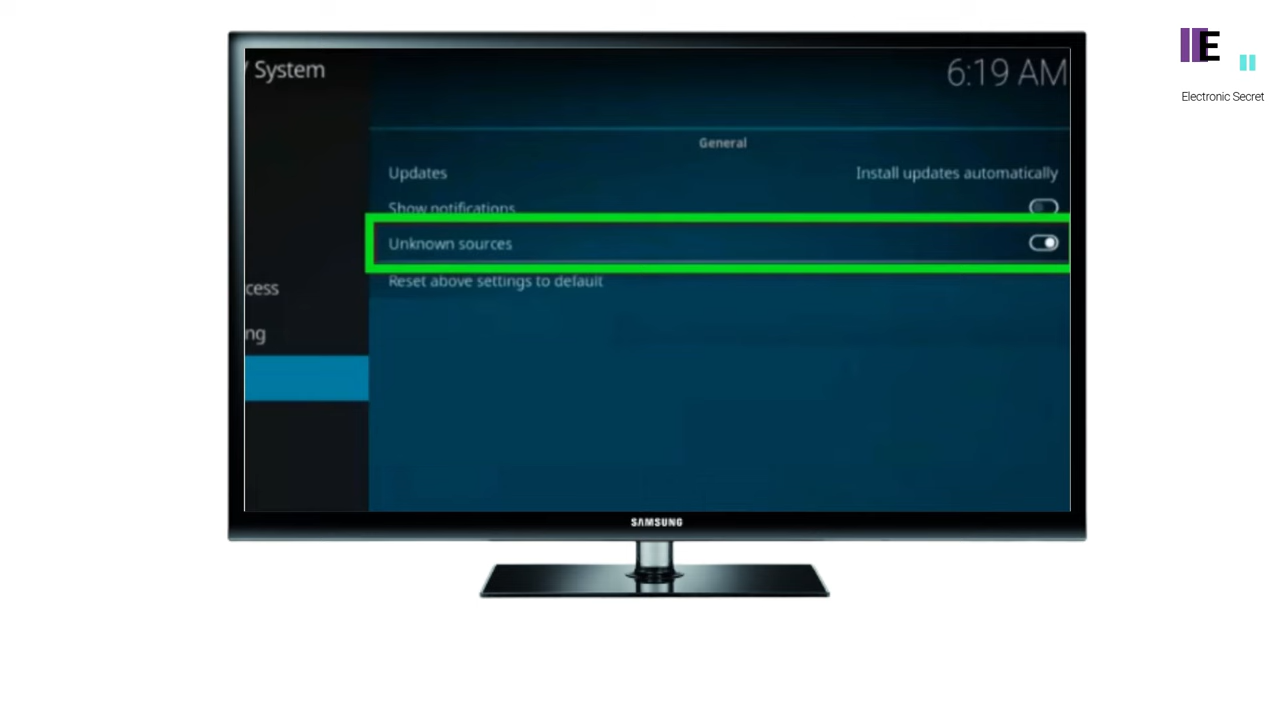 / System
6:19 AM
General
Updates
Install updates automatically
Show notifications
Unknown sources
Reset above settings to default
cess
ng
SAMSUNG
E
Electronic Secret